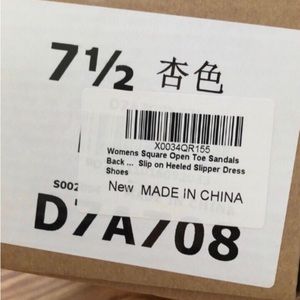 7½ 杏色
X0034QR155
Womens Square Open Toe Sandals
Back ... Slip on Heeled Slipper Dress
Shoes
New MADE IN CHINA
S002
D7A708